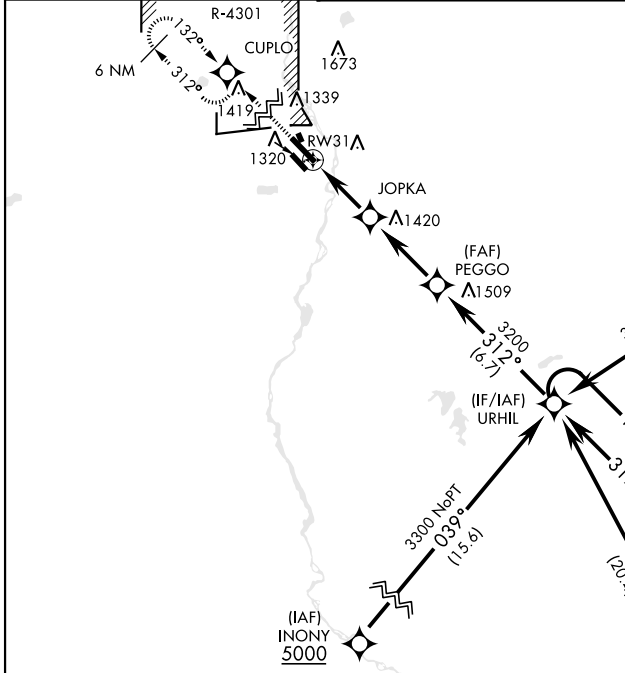 R-4301
132°
CUPLO
6 NM
312°
1673
1419
1339
1320
RW31
JOPKA
1420
(FAF)
PEGGO
1509
3200
312°
(6.7)
(IF/IAF)
URHIL
3300 NoPT
039°
(15.6)
(IAF)
INONY
5000